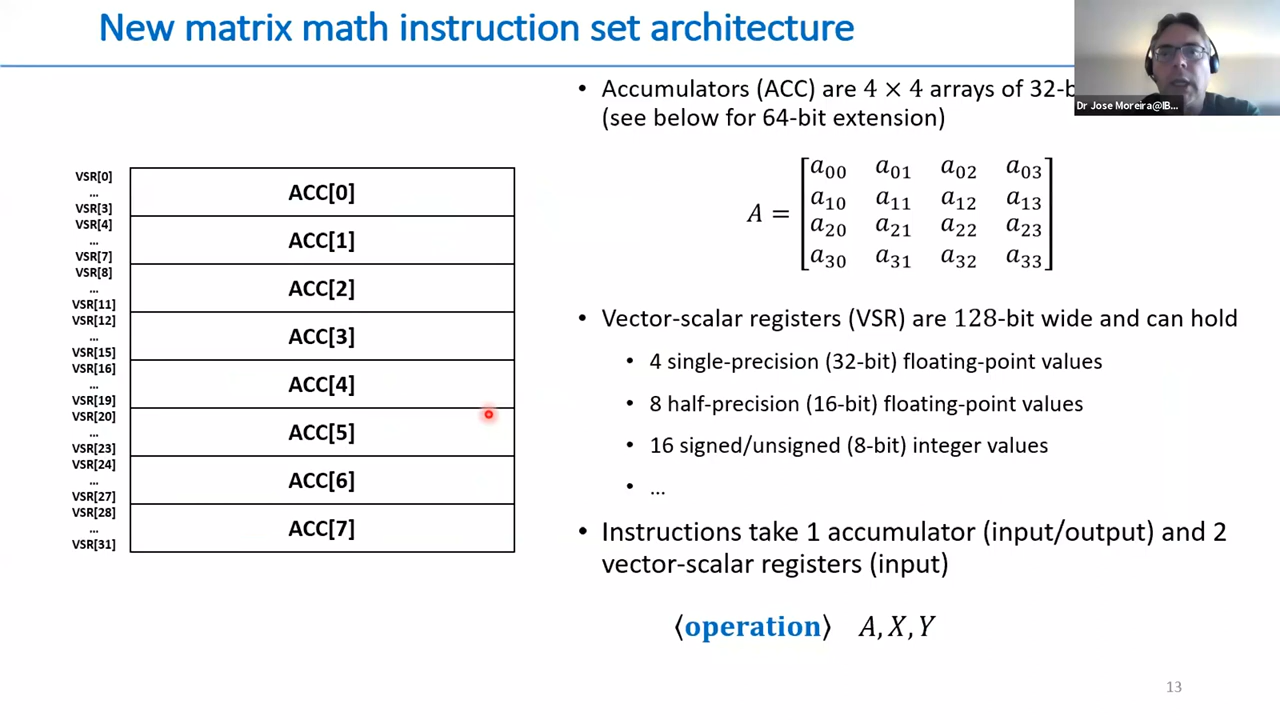 New matrix math instruction set architecture
Dr Jose Moreira@IB...
• Accumulators (ACC) are 4 × 4 arrays of
(see below for 64-bit extension)
A = [a00 a01 a02 a03
a10 a11 a12 a13
a20 a21 a22 a23
a30 a31 a32 a33]
VSR[0]
...
VSR[3]
ACC[0]
VSR[4]
...
VSR[7]
ACC[1]
VSR[8]
...
VSR[11]
ACC[2]
VSR[12]
...
VSR[15]
ACC[3]
VSR[16]
...
VSR[19]
ACC[4]
VSR[20]
...
VSR[23]
ACC[5]
VSR[24]
...
VSR[27]
ACC[6]
VSR[28]
...
VSR[31]
ACC[7]
• Vector-scalar registers (VSR) are 128-bit wide and can hold
• 4 single-precision (32-bit) floating-point values
• 8 half-precision (16-bit) floating-point values
• 16 signed/unsigned (8-bit) integer values
• ...
• Instructions take 1 accumulator (input/output) and 2
vector-scalar registers (input)
⟨operation⟩ A, X, Y
13